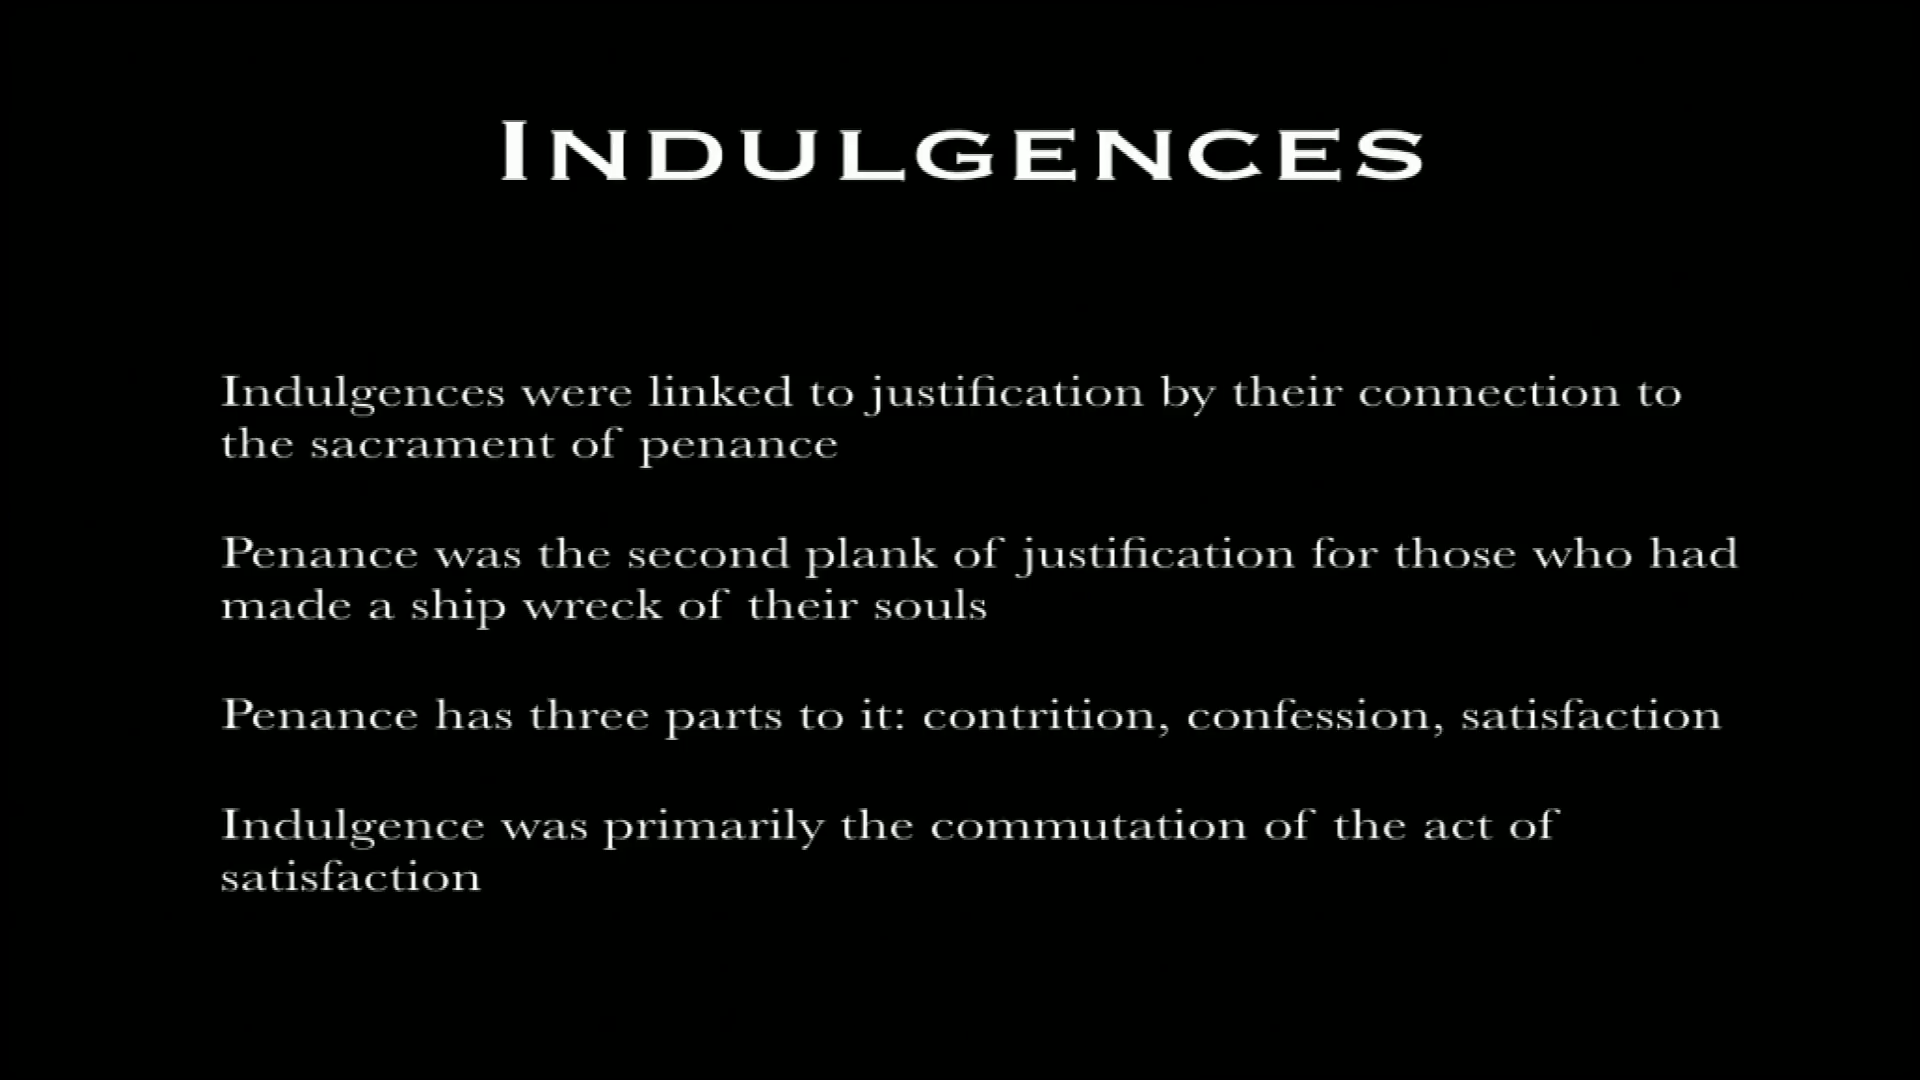 INDULGENCES
Indulgences were linked to justification by their connection to
the sacrament of penance
Penance was the second plank of justification for those who had
made a ship wreck of their souls
Penance has three parts to it: contrition, confession, satisfaction
Indulgence was primarily the commutation of the act of
satisfaction